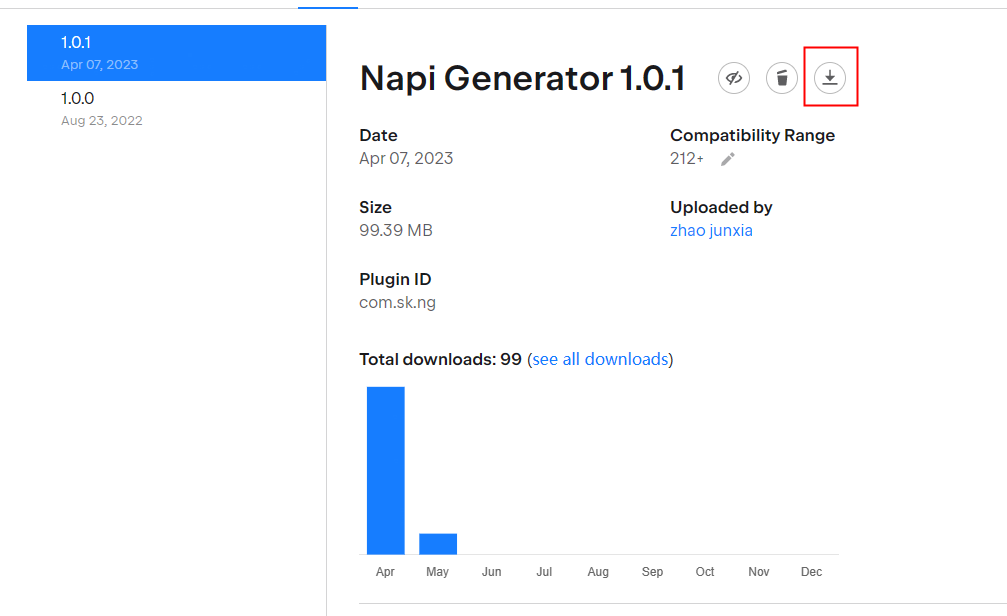 1.0.1
Apr 07, 2023
1.0.0
Aug 23, 2022
Napi Generator 1.0.1
Date
Apr 07, 2023
Compatibility Range
212+
Size
99.39 MB
Uploaded by
zhao junxia
Plugin ID
com.sk.ng
Total downloads: 99 (see all downloads)
Apr May Jun Jul Aug Sep Oct Nov Dec